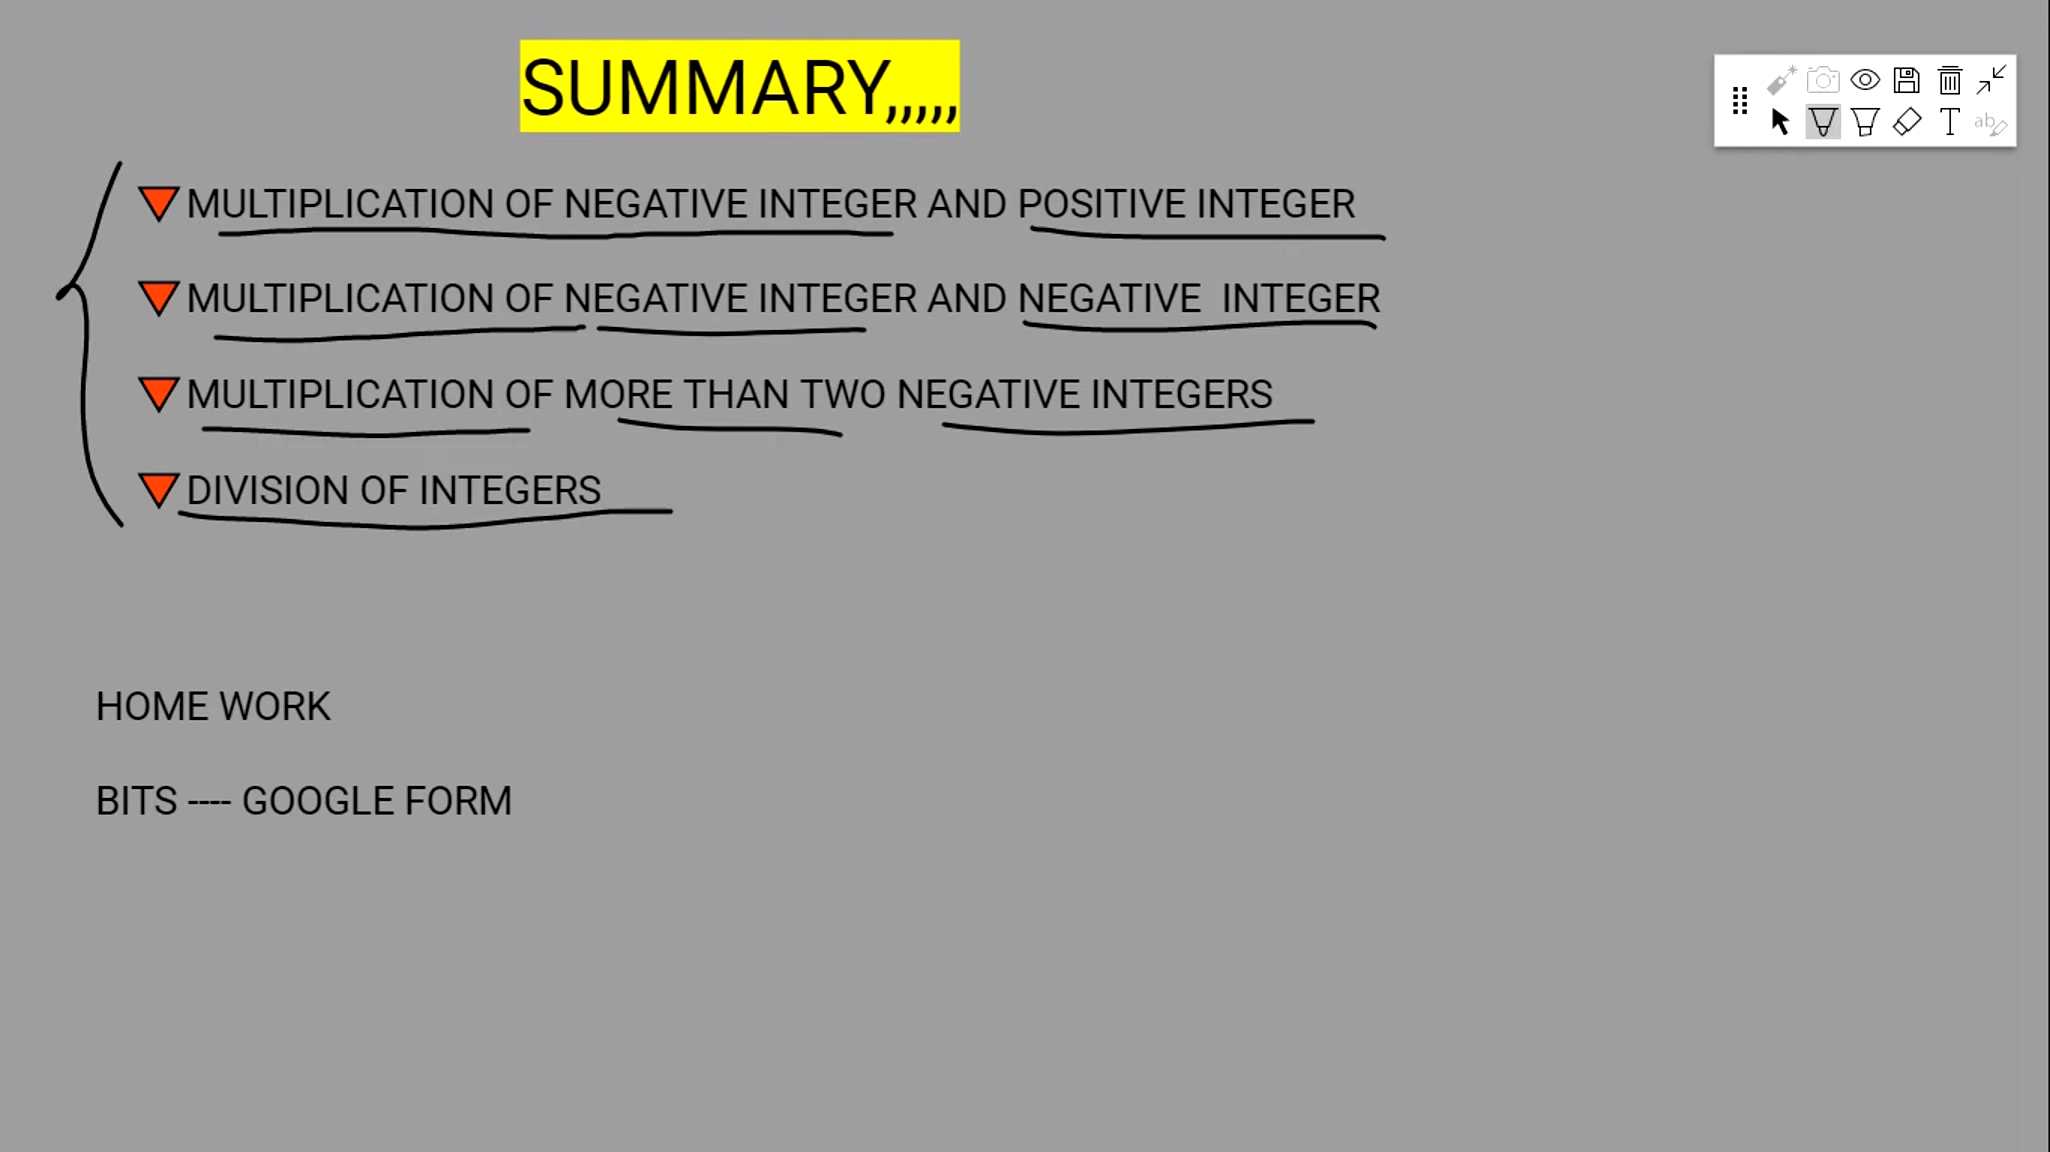 SUMMARY,,,,,
MULTIPLICATION OF NEGATIVE INTEGER AND POSITIVE INTEGER
MULTIPLICATION OF NEGATIVE INTEGER AND NEGATIVE INTEGER
MULTIPLICATION OF MORE THAN TWO NEGATIVE INTEGERS
DIVISION OF INTEGERS
HOME WORK
BITS ---- GOOGLE FORM